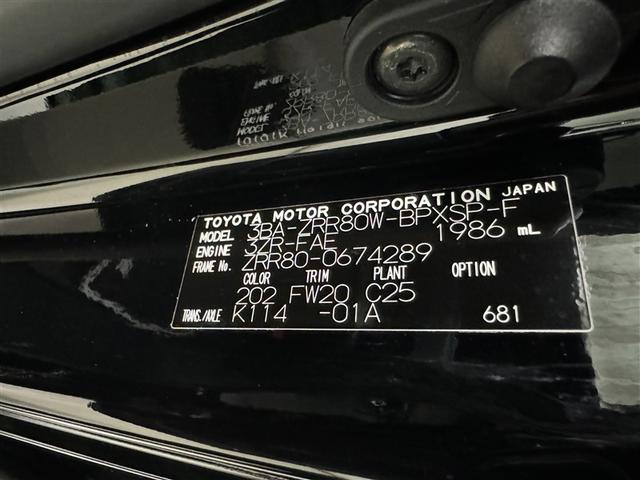 TOYOTA MOTOR CORPORATION JAPAN
MODEL 3BA-ZRR80W-BPXSP-F
ENGINE 3ZR-FAE 1986 mL
FRAME No. ZRR80-0674289
COLOR TRIM PLANT OPTION
202 FW20 C25
TRANS./AXLE K114 -01A 681